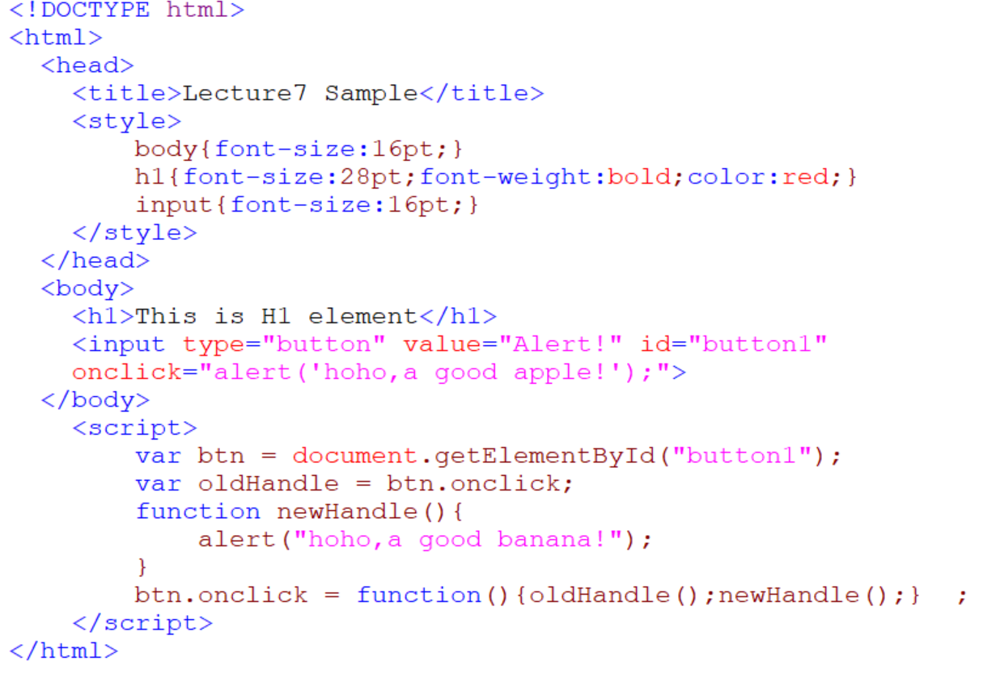 <!DOCTYPE html>
<html>
  <head>
    <title>Lecture7 Sample</title>
    <style>
        body{font-size:16pt;}
        h1{font-size:28pt;font-weight:bold;color:red;}
        input{font-size:16pt;}
    </style>
  </head>
  <body>
    <h1>This is H1 element</h1>
    <input type="button" value="Alert!" id="button1"
    onclick="alert('hoho,a good apple!');">
  </body>
    <script>
        var btn = document.getElementById("button1");
        var oldHandle = btn.onclick;
        function newHandle(){
            alert("hoho,a good banana!");
        }
        btn.onclick = function(){oldHandle();newHandle();}  ;
    </script>
</html>